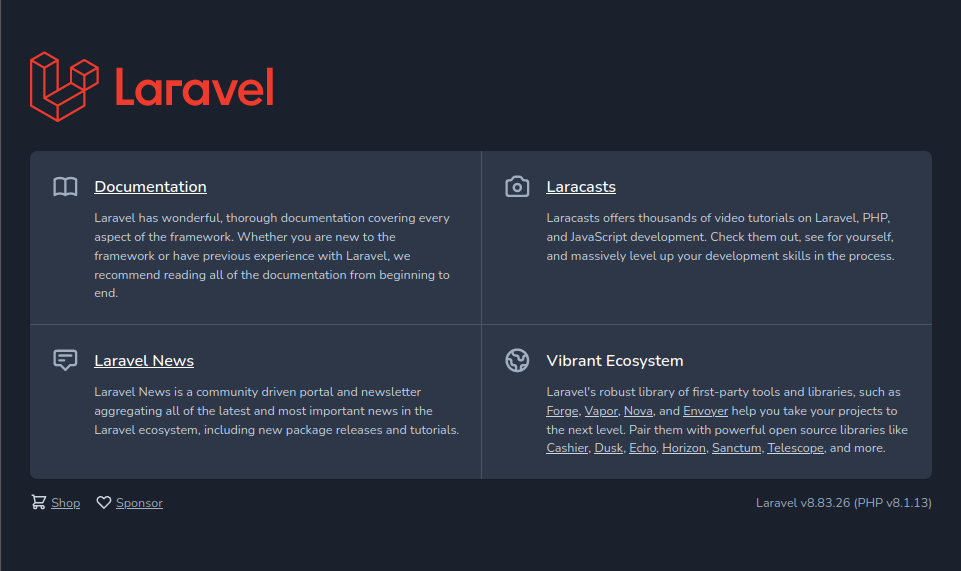 Laravel
Documentation
Laravel has wonderful, thorough documentation covering every
aspect of the framework. Whether you are new to the
framework or have previous experience with Laravel, we
recommend reading all of the documentation from beginning to
end.
Laracasts
Laracasts offers thousands of video tutorials on Laravel, PHP,
and JavaScript development. Check them out, see for yourself,
and massively level up your development skills in the process.
Laravel News
Laravel News is a community driven portal and newsletter
aggregating all of the latest and most important news in the
Laravel ecosystem, including new package releases and tutorials.
Vibrant Ecosystem
Laravel's robust library of first-party tools and libraries, such as
Forge, Vapor, Nova, and Envoyer help you take your projects to
the next level. Pair them with powerful open source libraries like
Cashier, Dusk, Echo, Horizon, Sanctum, Telescope, and more.
Shop Sponsor Laravel v8.83.26 (PHP v8.1.13)